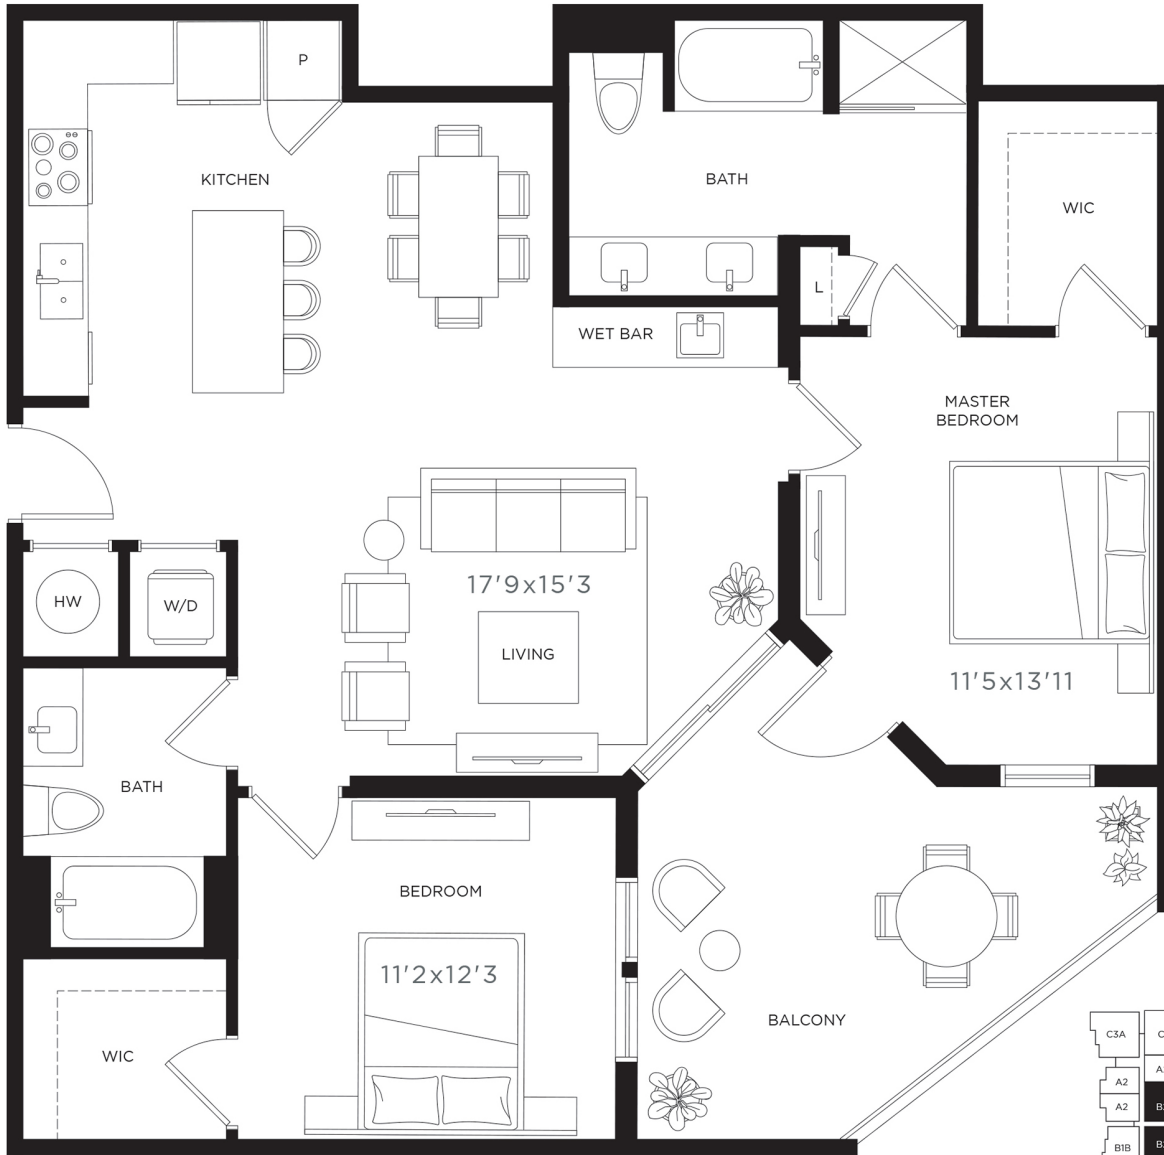 P
KITCHEN
BATH
WIC
L
WET BAR
MASTER
BEDROOM
17'9x15'3
HW
W/D
LIVING
11'5x13'11
BATH
BEDROOM
11'2x12'3
BALCONY
WIC
C3A
A2
A2
B1B